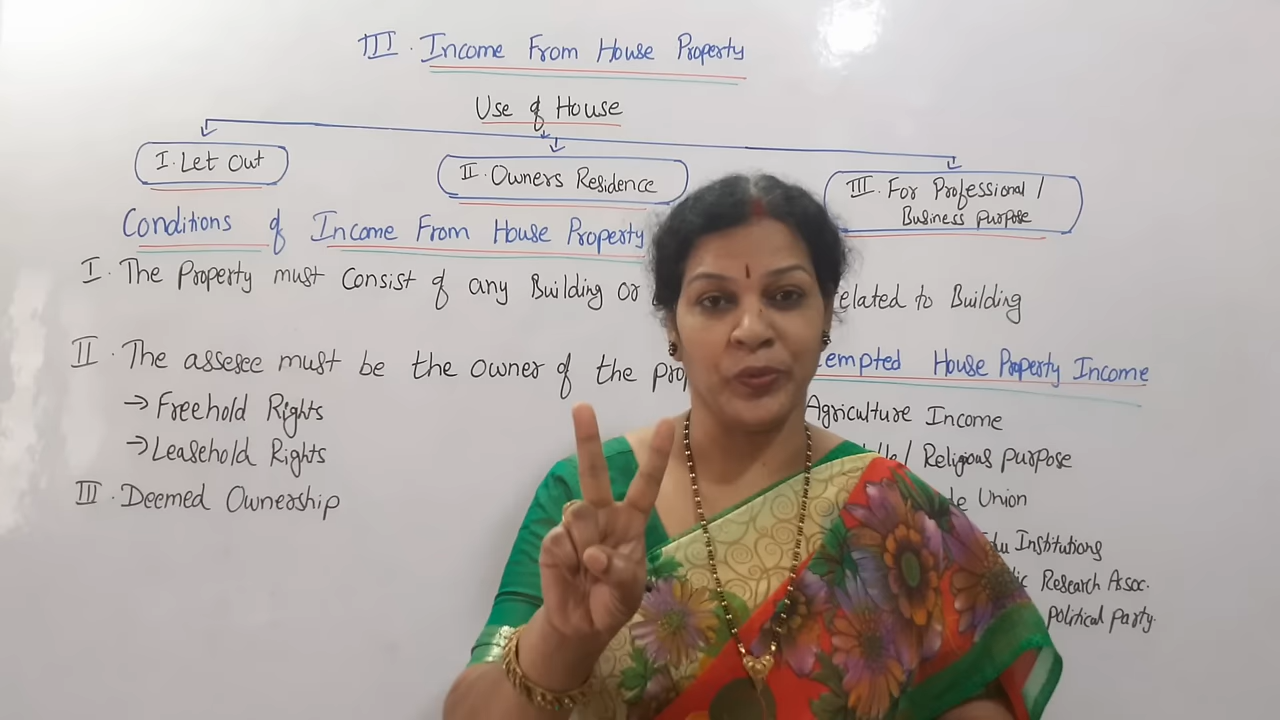 III. Income From House Property
Use of House
I. Let Out
II. Owners Residence
III. For Professional /
Business purpose
Conditions of Income From House Property
I. The Property must consist of any Building or elated to Building
II. The assesee must be the owner of the pro
→ Freehold Rights
→ Leasehold Rights
III. Deemed Ownership
empted House Property Income
Agriculture Income
/ Religious purpose
Union
Edu Institutions
Research Assoc.
political party.